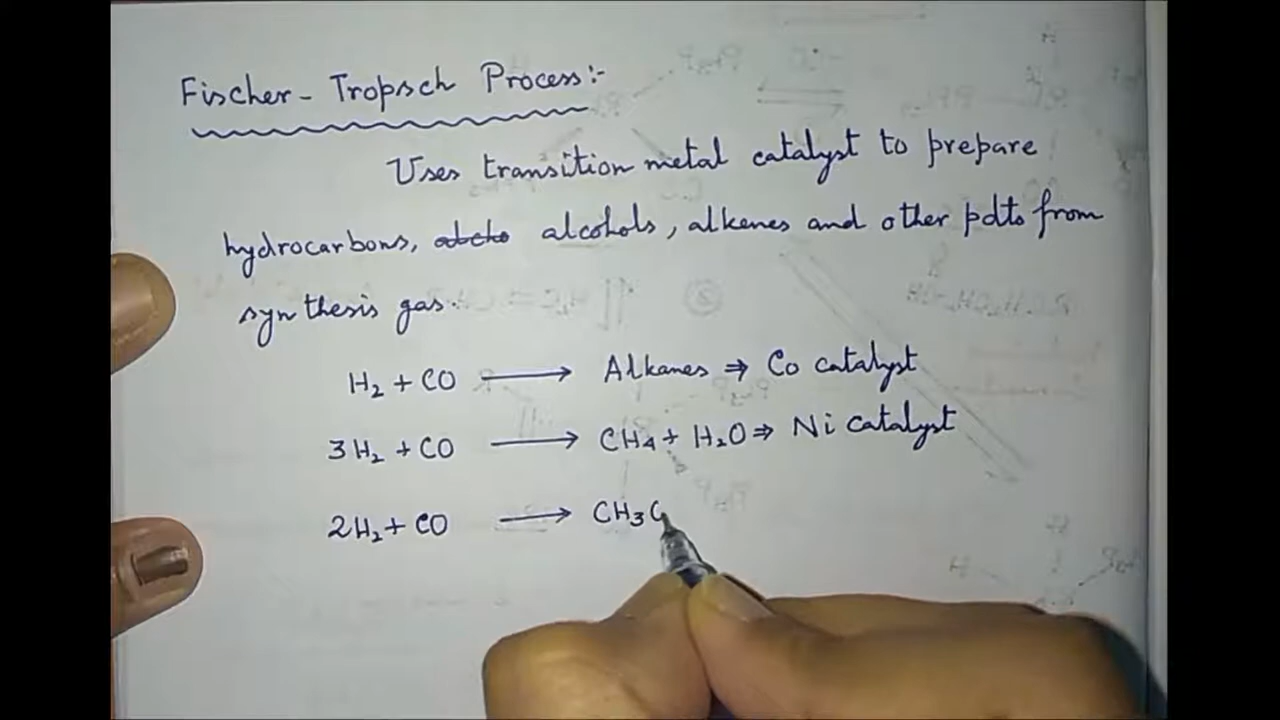 Fischer - Tropsch Process :-
Uses transition metal catalyst to prepare
hydrocarbons, alcohols, alkenes and other pdts from
synthesis gas.
H₂ + CO ⟶ Alkanes ⇒ Co catalyst
3H₂ + CO ⟶ CH₄ + H₂O ⇒ Ni catalyst
2H₂ + CO ⟶ CH₃